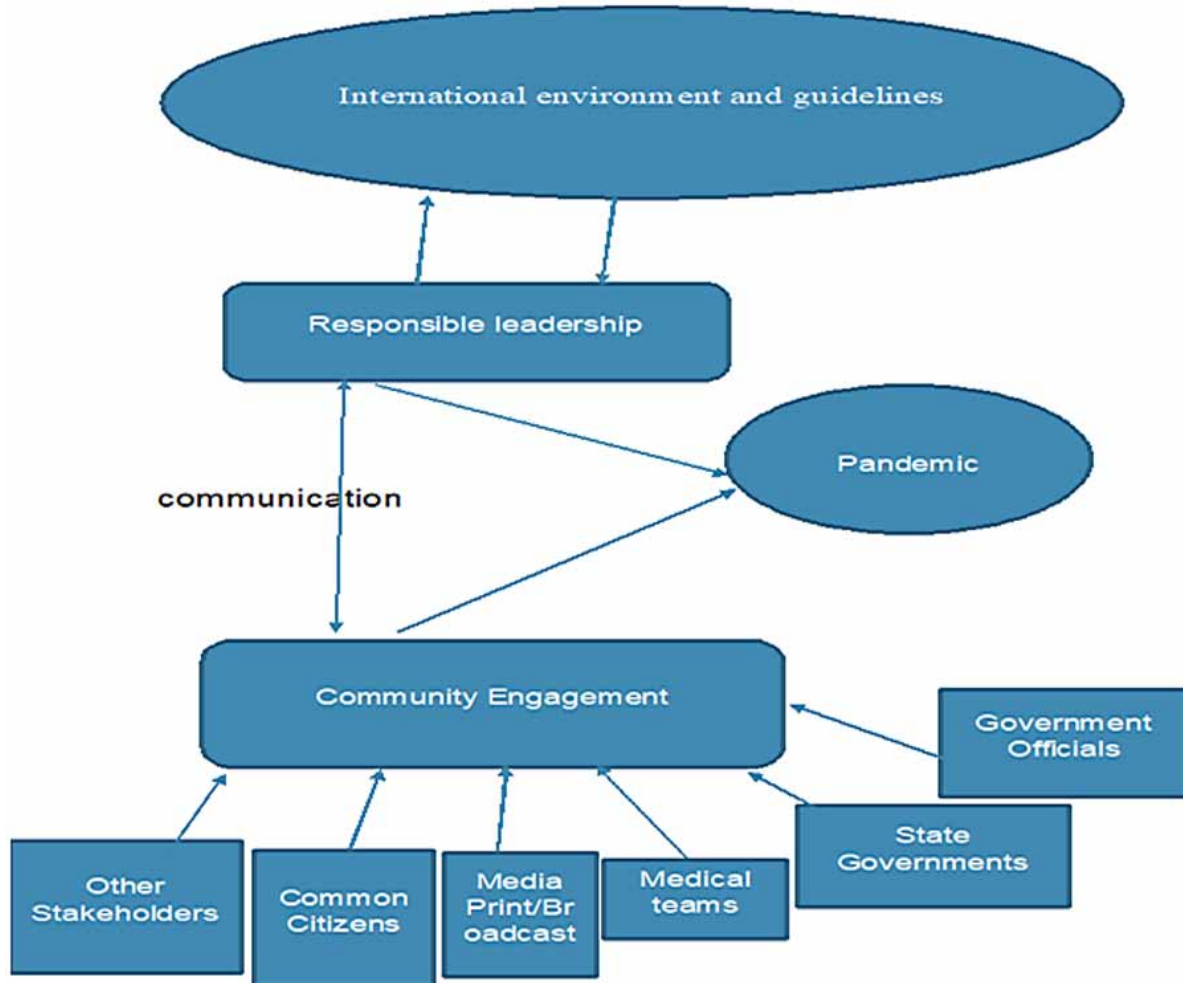 International environment and guidelines
Responsible leadership
Pandemic
communication
Community Engagement
Government
Officials
State
Governments
Other
Stakeholders
Common
Citizens
Media
Print/Br
oadcast
Medical
teams